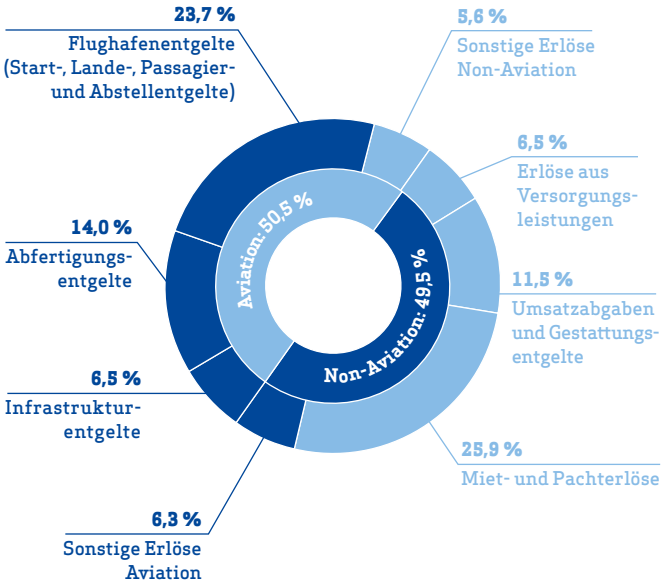 23,7 %
Flughafenentgelte
(Start-, Lande-, Passagier-
und Abstellentgelte)
14,0 %
Abfertigungs-
entgelte
6,5 %
Infrastruktur-
entgelte
6,3 %
Sonstige Erlöse
Aviation
Aviation: 50,5 %
Non-Aviation: 49,5 %
5,6 %
Sonstige Erlöse
Non-Aviation
6,5 %
Erlöse aus
Versorgungs-
leistungen
11,5 %
Umsatzabgaben
und Gestattungs-
entgelte
25,9 %
Miet- und Pachterlöse